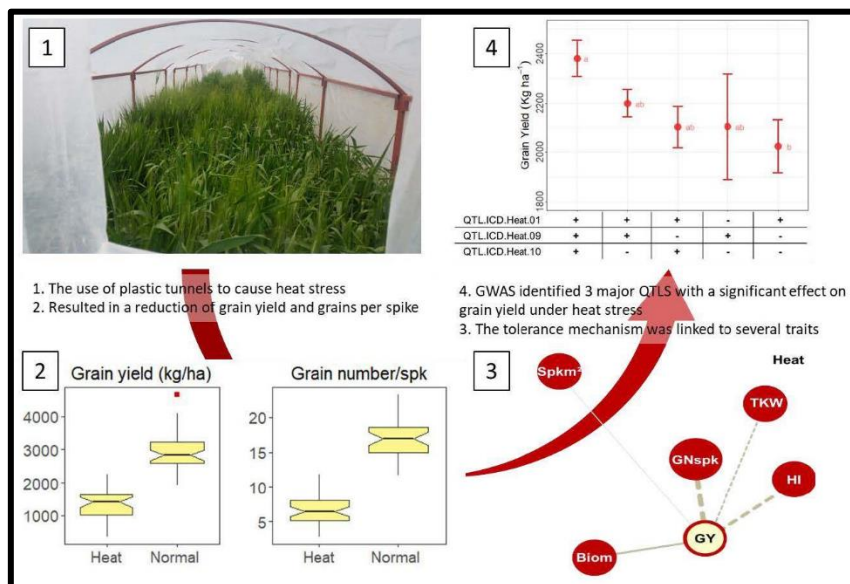 1
1. The use of plastic tunnels to cause heat stress
2. Resulted in a reduction of grain yield and grains per spike
2
Grain yield (kg/ha)
4000
3000
2000
1000
Heat Normal
Grain number/spk
20
15
10
5
Heat Normal
4
Grain Yield (Kg ha⁻¹)
2400
2200
2000
1800
a
ab
ab
ab
b
QTL.ICD.Heat.01 + + + - +
QTL.ICD.Heat.09 + + - + -
QTL.ICD.Heat.10 + - + - -
4. GWAS identified 3 major QTLS with a significant effect on
grain yield under heat stress
3. The tolerance mechanism was linked to several traits
3
Heat
Spkm²
TKW
GNspk
HI
GY
Biom